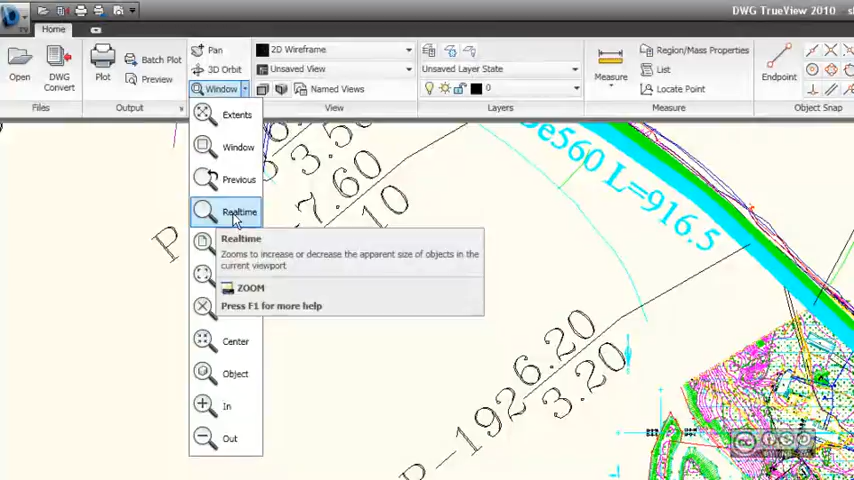 DWG TrueView 2010
Home
Open
DWG Convert
Files
Plot
Batch Plot
Preview
Output
Pan
3D Orbit
Window
2D Wireframe
Unsaved View
Named Views
View
Unsaved Layer State
0
Layers
Measure
Region/Mass Properties
List
Locate Point
Measure
Endpoint
Object Snap
Extents
Window
Previous
Realtime
Realtime
Zooms to increase or decrease the apparent size of objects in the
current viewport
ZOOM
Press F1 for more help
Center
Object
In
Out
3.50
7.60
10
P
e560 L=916.5
P-1926.20
3.20